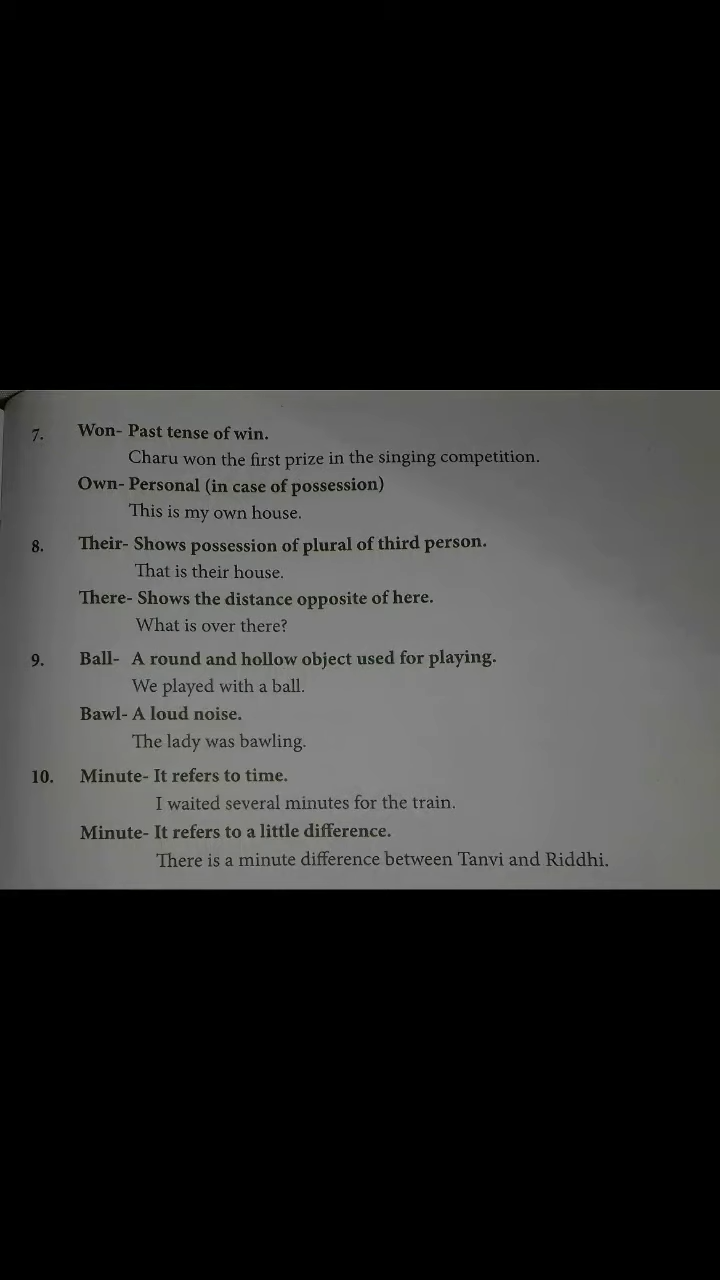 7. Won- Past tense of win.
Charu won the first prize in the singing competition.
Own- Personal (in case of possession)
This is my own house.
8. Their- Shows possession of plural of third person.
That is their house.
There- Shows the distance opposite of here.
What is over there?
9. Ball- A round and hollow object used for playing.
We played with a ball.
Bawl- A loud noise.
The lady was bawling.
10. Minute- It refers to time.
I waited several minutes for the train.
Minute- It refers to a little difference.
There is a minute difference between Tanvi and Riddhi.